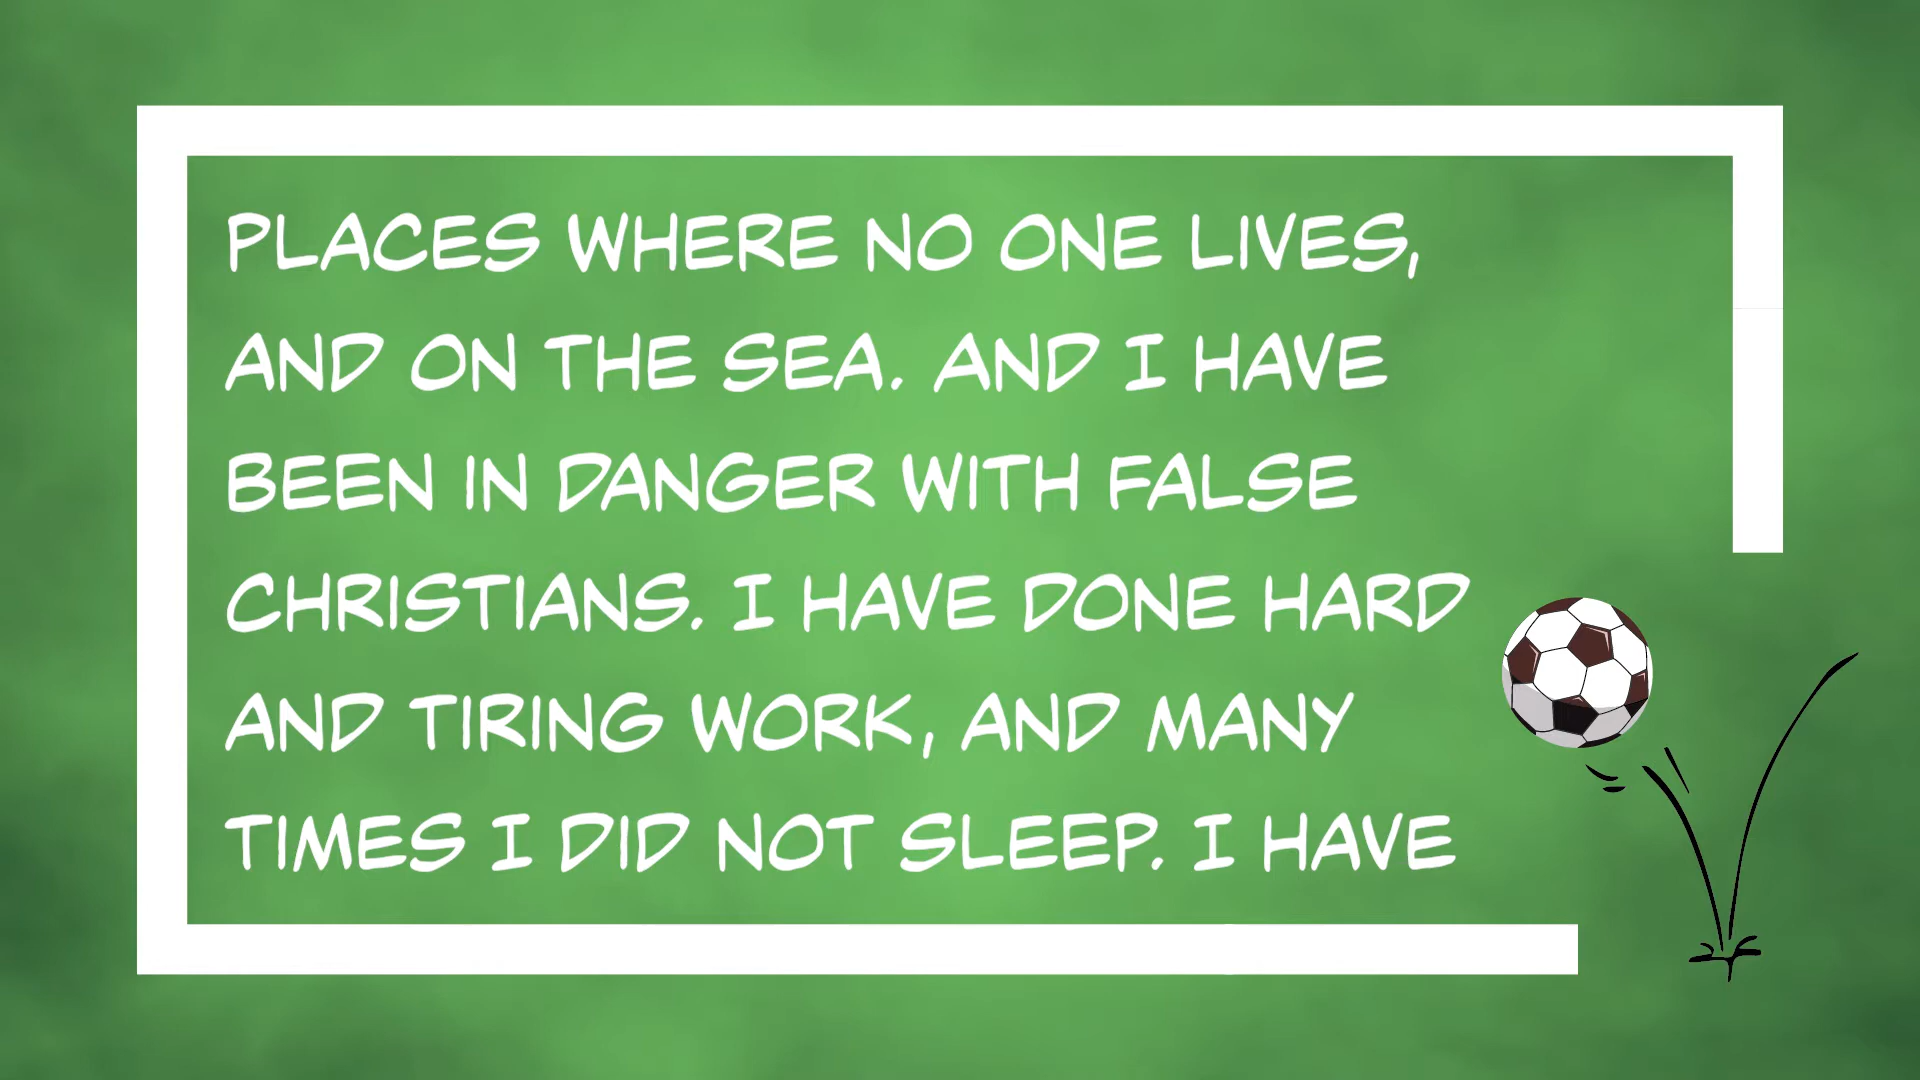 PLACES WHERE NO ONE LIVES,
AND ON THE SEA. AND I HAVE
BEEN IN DANGER WITH FALSE
CHRISTIANS. I HAVE DONE HARD
AND TIRING WORK, AND MANY
TIMES I DID NOT SLEEP. I HAVE